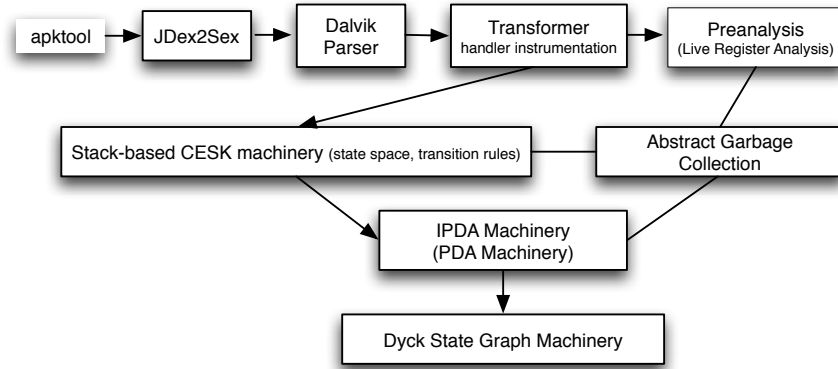 apktool
JDex2Sex
Dalvik
Parser
Transformer
handler instrumentation
Preanalysis
(Live Register Analysis)
Stack-based CESK machinery (state space, transition rules)
Abstract Garbage
Collection
IPDA Machinery
(PDA Machinery)
Dyck State Graph Machinery